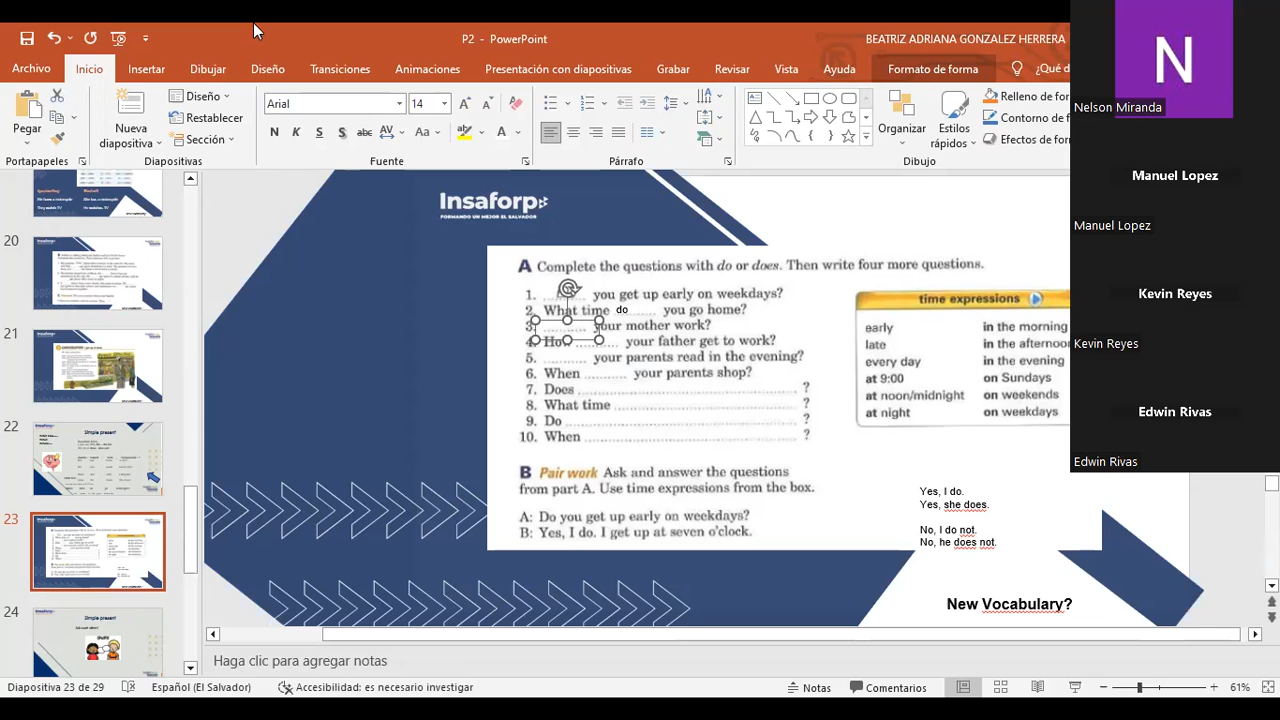 P2 - PowerPoint
BEATRIZ ADRIANA GONZALEZ HERRERA
Archivo Inicio Insertar Dibujar Diseño Transiciones Animaciones Presentación con diapositivas Grabar Revisar Vista Ayuda Formato de forma ¿Qué d
Pegar
Portapapeles
Nueva diapositiva
Diseño
Restablecer
Sección
Diapositivas
Arial 14
N K S S abc AV Aa A
Fuente
Párrafo
Organizar
Estilos rápidos
Relleno de for
Contorno de f
Efectos de for
Dibujo
N
Nelson Miranda
Manuel Lopez
Manuel Lopez
Kevin Reyes
Kevin Reyes
Edwin Rivas
Edwin Rivas
20
21
22
Simple present
23
24
Simple present
Insaforp
FORMANDO UN MEJOR EL SALVADOR
A Complete the questions with do or does. Then write four more questions.
1. ............ you get up early on weekdays?
2. What time do ........ you go home?
3. ............ your mother work?
4. Ho ............ your father get to work?
5. ............ your parents read in the evening?
6. When ........... your parents shop?
7. Does ............................................................ ?
8. What time .................................................... ?
9. Do ............................................................... ?
10. When .......................................................... ?
time expressions
early in the morning
late in the afternoo
every day in the evening
at 9:00 on Sundays
at noon/midnight on weekends
at night on weekdays
B Pair work Ask and answer the questions
from part A. Use time expressions from the box.
A: Do you get up early on weekdays?
B: Yes, I do. I get up at seven o'clock.
Yes, I do.
Yes, she does.
No, I do not.
No, he does not.
New Vocabulary?
Haga clic para agregar notas
Diapositiva 23 de 29 Español (El Salvador) Accesibilidad: es necesario investigar Notas Comentarios 61%